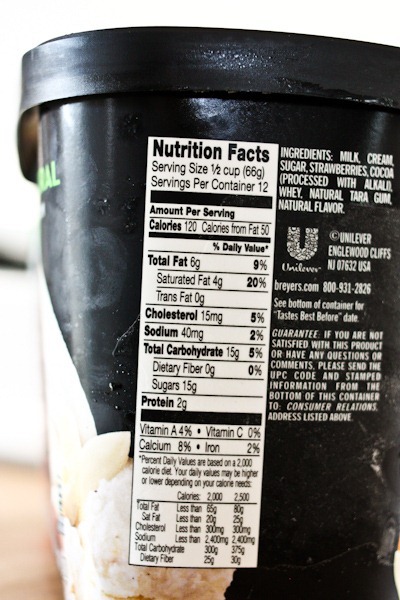 AL
Nutrition Facts
Serving Size ½ cup (66g)
Servings Per Container 12
Amount Per Serving
Calories 120 Calories from Fat 50
% Daily Value*
Total Fat 6g 9%
Saturated Fat 4g 20%
Trans Fat 0g
Cholesterol 15mg 5%
Sodium 40mg 2%
Total Carbohydrate 15g 5%
Dietary Fiber 0g 0%
Sugars 15g
Protein 2g
Vitamin A 4% • Vitamin C 0%
Calcium 8% • Iron 2%
*Percent Daily Values are based on a 2,000
calorie diet. Your daily values may be higher
or lower depending on your calorie needs:
Calories: 2,000 2,500
Total Fat Less than 65g 80g
Sat Fat Less than 20g 25g
Cholesterol Less than 300mg 300mg
Sodium Less than 2,400mg 2,400mg
Total Carbohydrate 300g 375g
Dietary Fiber 25g 30g
INGREDIENTS: MILK, CREAM,
SUGAR, STRAWBERRIES, COCOA
(PROCESSED WITH ALKALI),
WHEY, NATURAL TARA GUM,
NATURAL FLAVOR.
Unilever
©UNILEVER
ENGLEWOOD CLIFFS
NJ 07632 USA
breyers.com 800-931-2826
See bottom of container for
"Tastes Best Before" date.
GUARANTEE: IF YOU ARE NOT
SATISFIED WITH THIS PRODUCT
OR HAVE ANY QUESTIONS OR
COMMENTS, PLEASE SEND THE
UPC CODE AND STAMPED
INFORMATION FROM THE
BOTTOM OF THIS CONTAINER
TO: CONSUMER RELATIONS,
ADDRESS LISTED ABOVE.